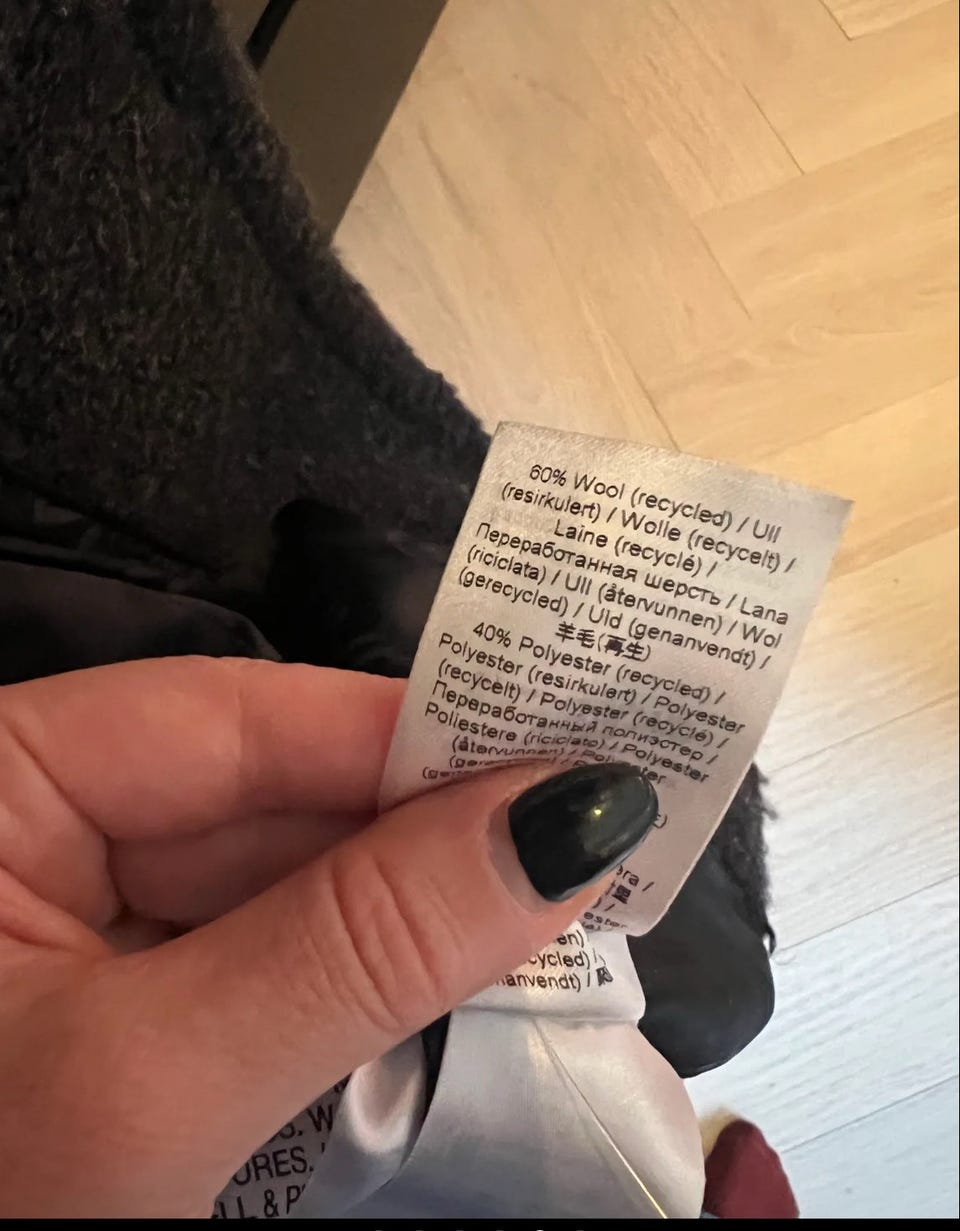 60% Wool (recycled) / Ull
(resirkulert) / Wolle (recycelt) /
Laine (recyclé) /
Переработанная шерсть / Lana
(riciclata) / Ull (återvunnen) / Wol
(gerecycled) / Uld (genanvendt) /
羊毛(再生)
40% Polyester (recycled) /
Polyester (resirkulert) / Polyester
(recycelt) / Polyester (recyclé) /
Переработанный полиэстер /
Poliestere (riciclato) / Polyester
(återvunnen) /